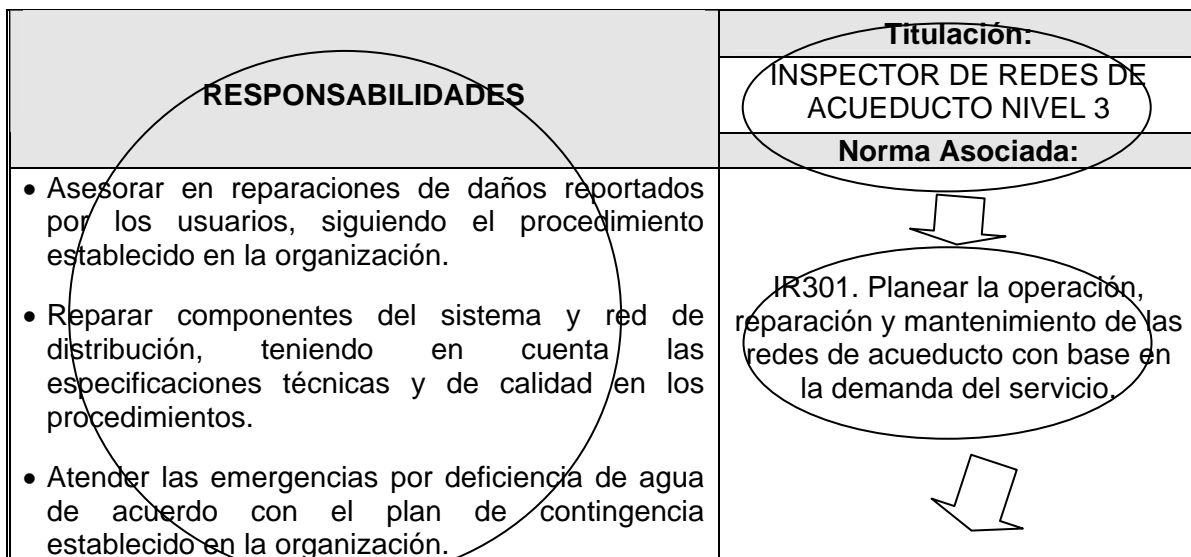 RESPONSABILIDADES
Titulación:
INSPECTOR DE REDES DE
ACUEDUCTO NIVEL 3
Norma Asociada:
• Asesorar en reparaciones de daños reportados
por los usuarios, siguiendo el procedimiento
establecido en la organización.
• Reparar componentes del sistema y red de
distribución, teniendo en cuenta las
especificaciones técnicas y de calidad en los
procedimientos.
• Atender las emergencias por deficiencia de agua
de acuerdo con el plan de contingencia
establecido en la organización.
IR301. Planear la operación,
reparación y mantenimiento de las
redes de acueducto con base en
la demanda del servicio.